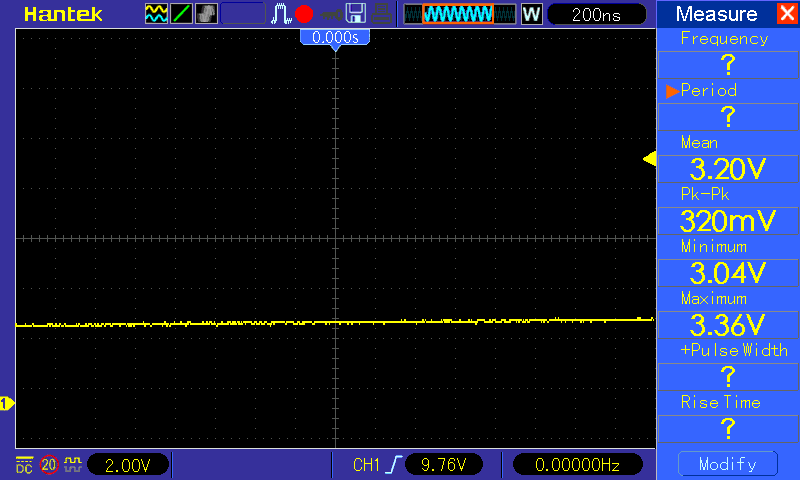 Hantek
W
200ns
Measure
0.000s
Frequency
?
Period
?
Mean
3.20V
Pk-Pk
320mV
Minimum
3.04V
Maximum
3.36V
+Pulse Width
?
Rise Time
?
1
DC
20
2.00V
CH1
9.76V
0.00000Hz
Modify